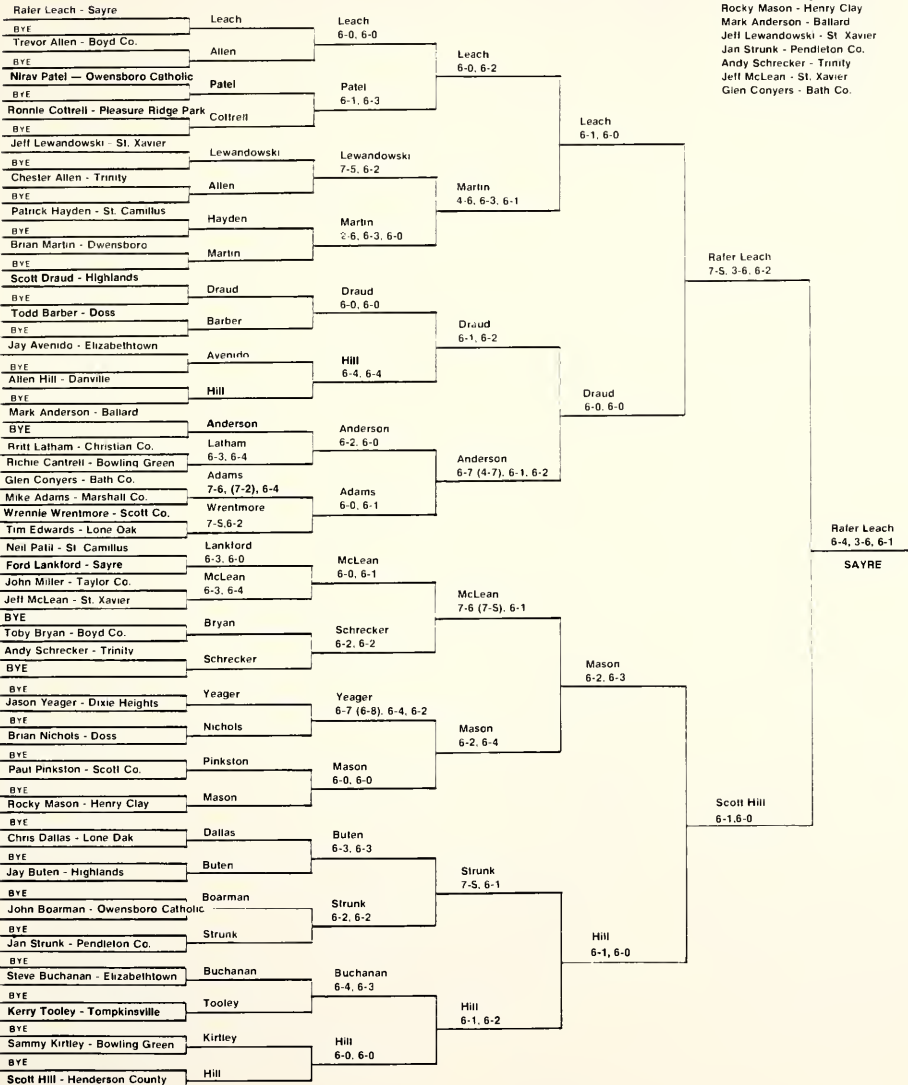 Rafer Leach - Sayre
BYE
Trevor Allen - Boyd Co.
BYE
Nirav Patel — Owensboro Catholic
BYE
Ronnie Cottrell - Pleasure Ridge Park
BYE
Jeff Lewandowski - St. Xavier
BYE
Chester Allen - Trinity
BYE
Patrick Hayden - St. Camillus
BYE
Brian Martin - Dwensboro
BYE
Scott Draud - Highlands
BYE
Todd Barber - Doss
BYE
Jay Avenido - Elizabethtown
BYE
Allen Hill - Danville
BYE
Mark Anderson - Ballard
BYE
Britt Latham - Christian Co.
Richie Cantrell - Bowling Green
Glen Conyers - Bath Co.
Mike Adams - Marshall Co.
Wrennie Wrentmore - Scott Co.
Tim Edwards - Lone Oak
Neil Patil - St Camillus
Ford Lankford - Sayre
John Miller - Taylor Co.
Jeff McLean - St. Xavier
BYE
Toby Bryan - Boyd Co.
Andy Schrecker - Trinity
BYE
BYE
Jason Yeager - Dixie Heights
BYE
Brian Nichols - Doss
BYE
Paul Pinkston - Scott Co.
BYE
Rocky Mason - Henry Clay
BYE
Chris Dallas - Lone Dak
BYE
Jay Buten - Highlands
BYE
John Boarman - Owensboro Catholic
BYE
Jan Strunk - Pendleton Co.
BYE
Steve Buchanan - Elizabethtown
BYE
Kerry Tooley - Tompkinsville
BYE
Sammy Kirtley - Bowling Green
BYE
Scott Hill - Henderson County
Leach
Allen
Patel
Cottrell
Lewandowski
Allen
Hayden
Martin
Draud
Barber
Avenido
Hill
Anderson
Latham
6-3, 6-4
Adams
7-6, (7-2), 6-4
Wrentmore
7-S,6-2
Lankford
6-3, 6-0
McLean
6-3, 6-4
Bryan
Schrecker
Yeager
Nichols
Pinkston
Mason
Dallas
Buten
Boarman
Strunk
Buchanan
Tooley
Kirtley
Hill
Leach
6-0, 6-0
Patel
6-1, 6-3
Lewandowski
7-5, 6-2
Martin
2-6, 6-3, 6-0
Draud
6-0, 6-0
Hill
6-4, 6-4
Anderson
6-2, 6-0
Adams
6-0, 6-1
McLean
6-0, 6-1
Schrecker
6-2, 6-2
Yeager
6-7 (6-8), 6-4, 6-2
Mason
6-0, 6-0
Buten
6-3, 6-3
Strunk
6-2, 6-2
Buchanan
6-4, 6-3
Hill
6-0, 6-0
Leach
6-0, 6-2
Martin
4-6, 6-3, 6-1
Draud
6-1, 6-2
Anderson
6-7 (4-7), 6-1, 6-2
McLean
7-6 (7-S), 6-1
Mason
6-2, 6-4
Strunk
7-S, 6-1
Hill
6-1, 6-2
Leach
6-1, 6-0
Draud
6-0, 6-0
Mason
6-2, 6-3
Hill
6-1, 6-0
Rafer Leach
7-S, 3-6, 6-2
Scott Hill
6-1,6-0
Rafer Leach
6-4, 3-6, 6-1
SAYRE
Rocky Mason - Henry Clay
Mark Anderson - Ballard
Jeff Lewandowski - St Xavier
Jan Strunk - Pendleton Co.
Andy Schrecker - Trinity
Jeff McLean - St. Xavier
Glen Conyers - Bath Co.